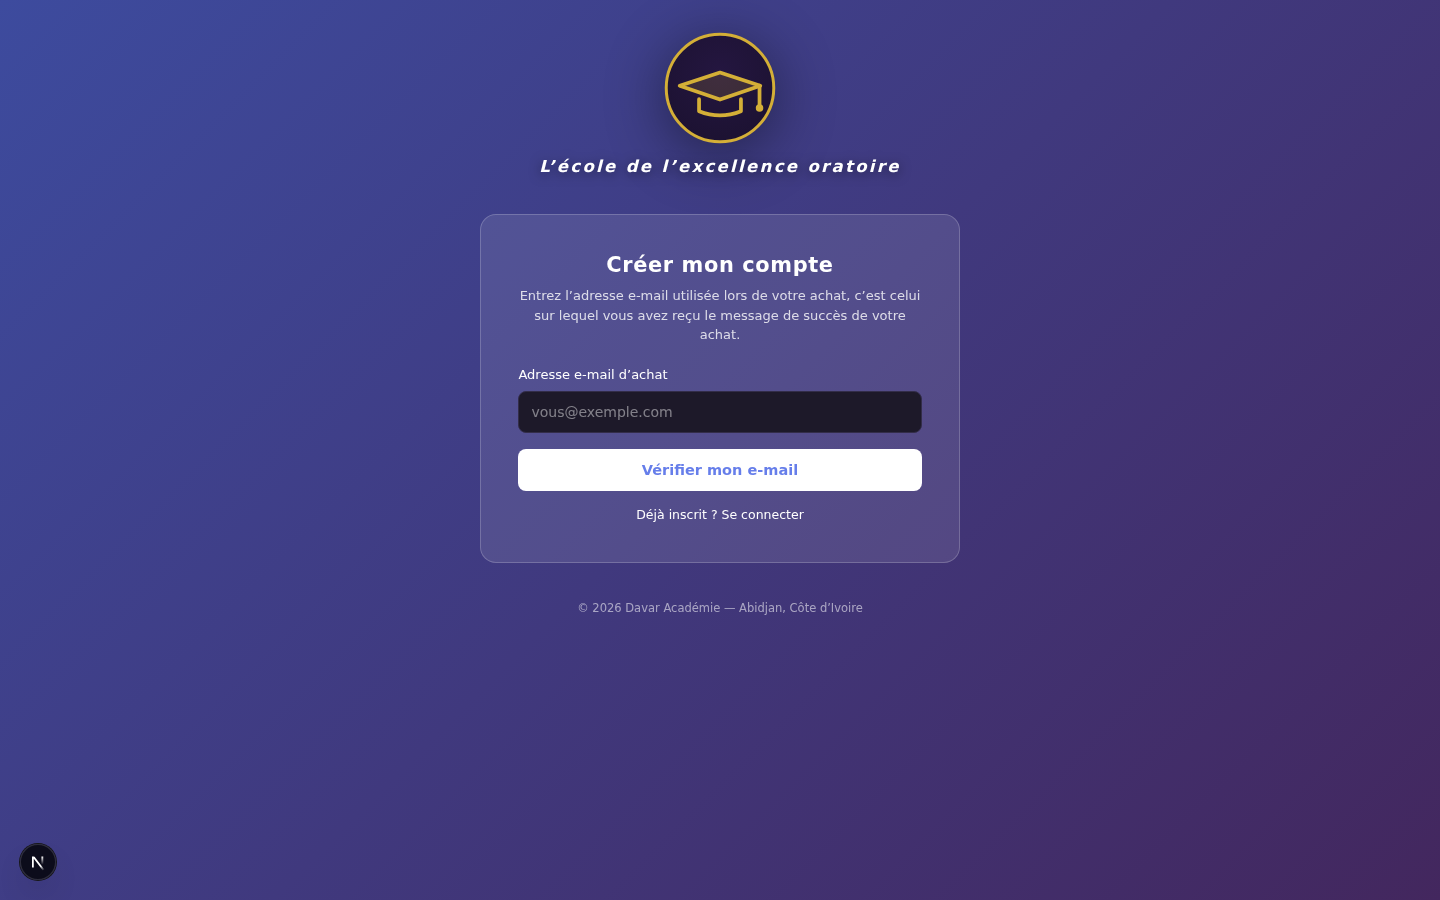 L’école de l’excellence oratoire
Créer mon compte
Entrez l’adresse e-mail utilisée lors de votre achat, c’est celui
sur lequel vous avez reçu le message de succès de votre
achat.
Adresse e-mail d’achat
vous@exemple.com
Vérifier mon e-mail
Déjà inscrit ? Se connecter
© 2026 Davar Académie — Abidjan, Côte d’Ivoire
N